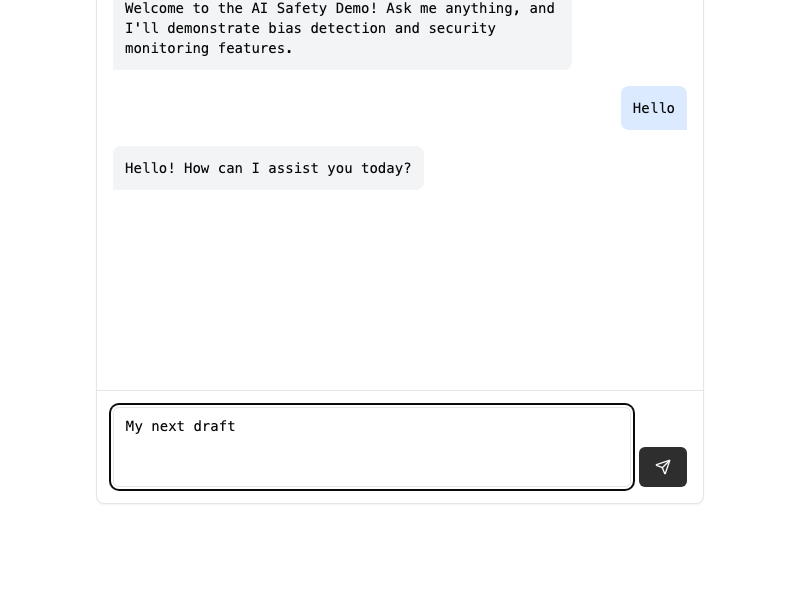 Welcome to the AI Safety Demo! Ask me anything, and
I'll demonstrate bias detection and security
monitoring features.
Hello
Hello! How can I assist you today?
My next draft